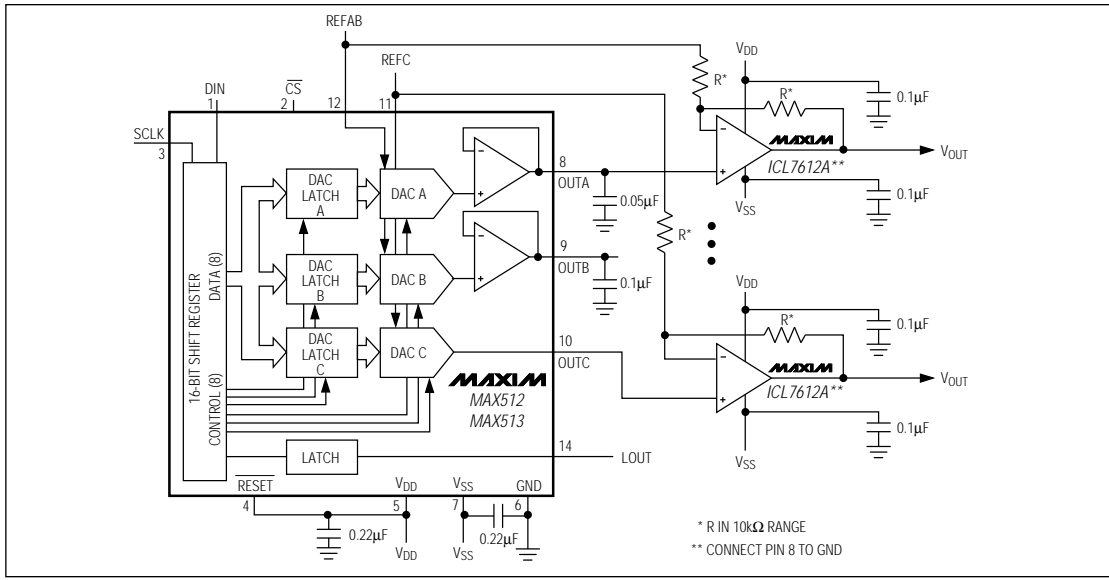 REFAB
REFC
DIN
CS
1
2
12
11
SCLK
3
VDD
R*
R*
0.1μF
MAXIM
ICL7612A**
VOUT
0.1μF
VSS
8
OUTA
0.05μF
DAC LATCH A
DAC A
16-BIT SHIFT REGISTER
DATA (8)
CONTROL (8)
DAC LATCH B
DAC B
9
OUTB
0.1μF
R*
DAC LATCH C
DAC C
10
OUTC
VDD
R*
0.1μF
MAXIM
ICL7612A**
VOUT
0.1μF
VSS
MAXIM
MAX512
MAX513
LATCH
14
LOUT
RESET
VDD
VSS
GND
4
5
7
6
0.22μF
VDD
VSS
0.22μF
* R IN 10kΩ RANGE
** CONNECT PIN 8 TO GND